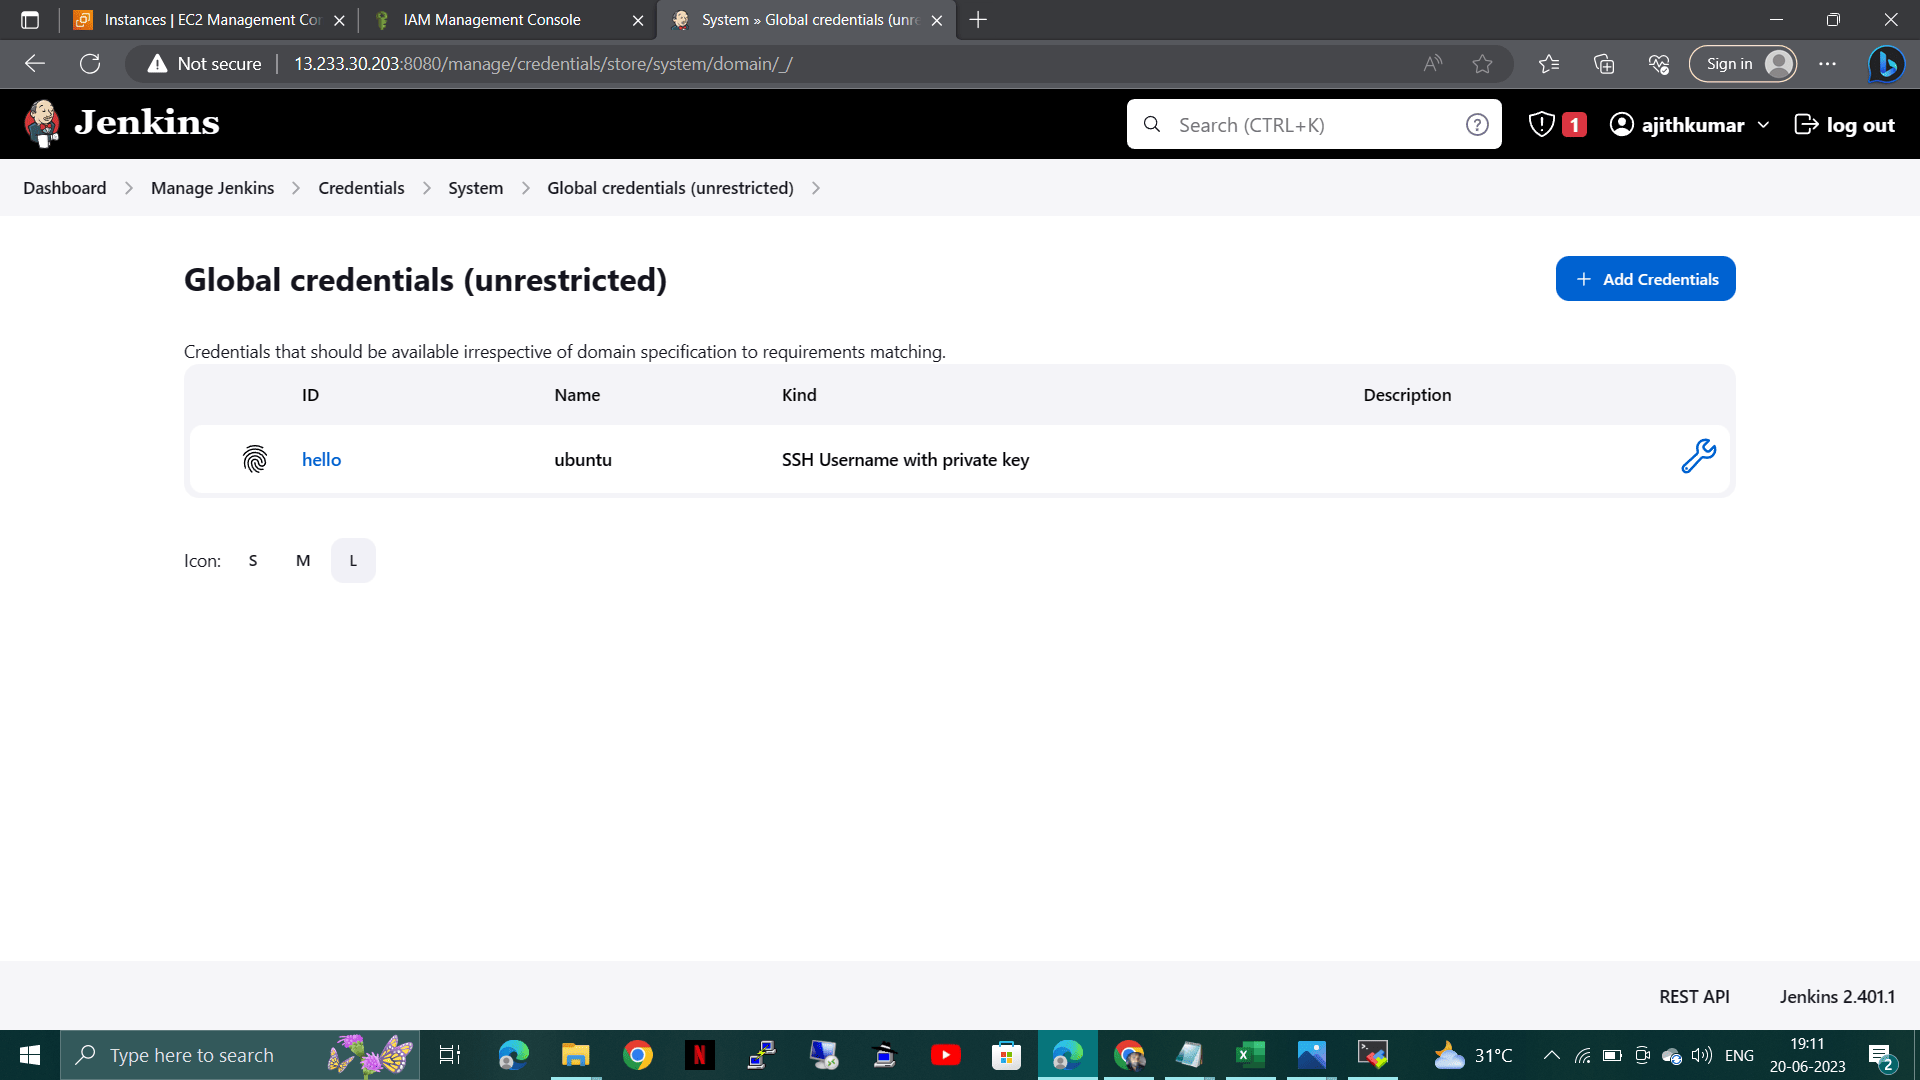 Instances | EC2 Management Co
IAM Management Console
System » Global credentials (unre
Not secure
13.233.30.203:8080/manage/credentials/store/system/domain/_/
Sign in
Jenkins
Search (CTRL+K)
1
ajithkumar
log out
Dashboard
Manage Jenkins
Credentials
System
Global credentials (unrestricted)
Global credentials (unrestricted)
+ Add Credentials
Credentials that should be available irrespective of domain specification to requirements matching.
ID Name Kind Description
hello ubuntu SSH Username with private key
Icon: S M L
REST API
Jenkins 2.401.1
Type here to search
31°C
ENG
19:11
20-06-2023
2